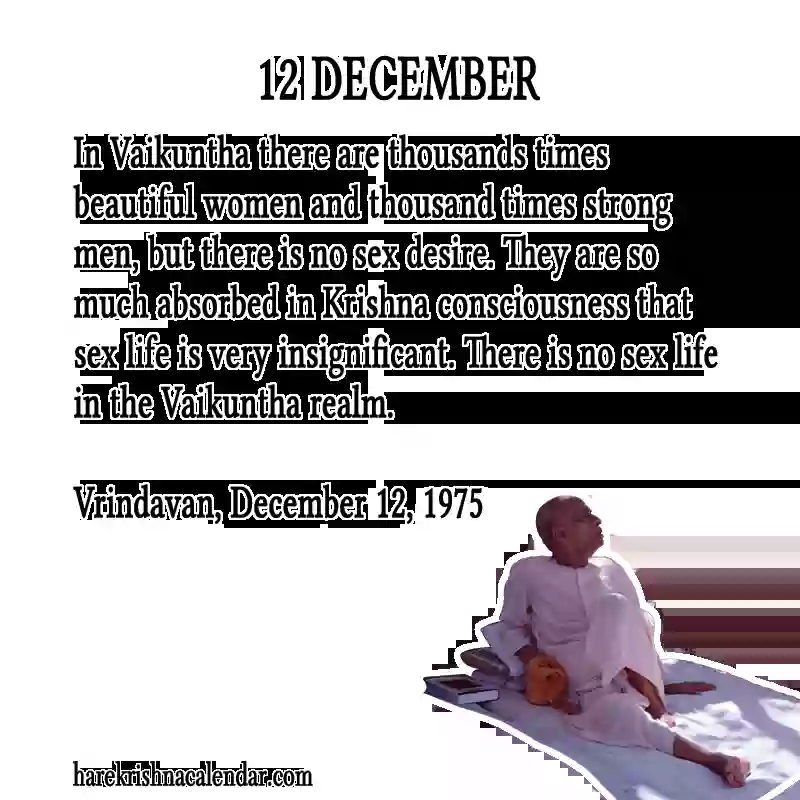 12 DECEMBER
In Vaikuntha there are thousands times
beautiful women and thousand times strong
men, but there is no sex desire. They are so
much absorbed in Krishna consciousness that
sex life is very insignificant. There is no sex life
in the Vaikuntha realm.
Vrindavan, December 12, 1975
harekrishnacalendar.com